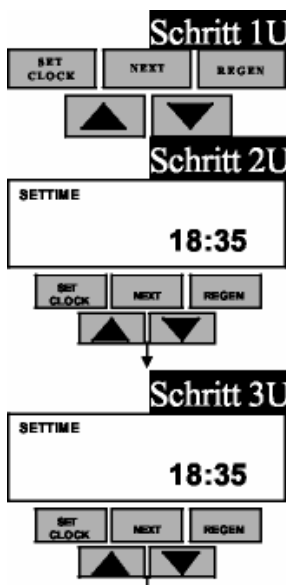 Schritt 1U
SET CLOCK NEXT REGEN
Schritt 2U
SETTIME
18:35
SET CLOCK NEXT REGEN
Schritt 3U
SETTIME
18:35
SET CLOCK NEXT REGEN